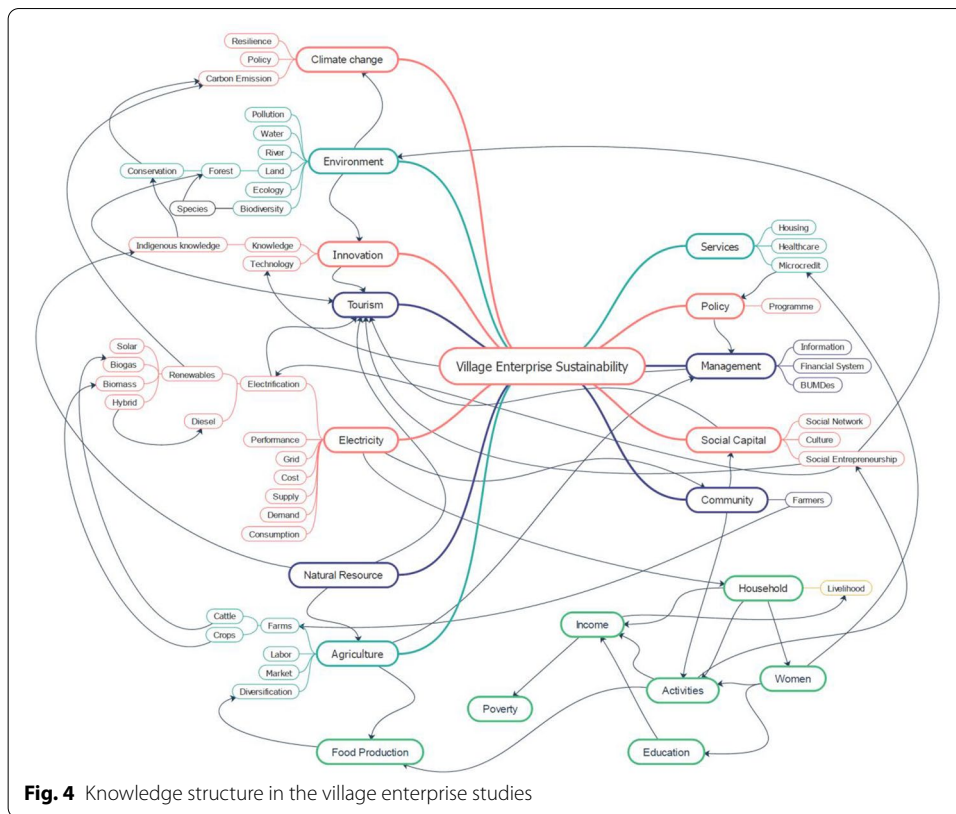 Resilience
Policy
Carbon Emission
Climate change
Pollution
Water
River
Land
Ecology
Biodiversity
Environment
Conservation
Forest
Species
Indigenous knowledge
Knowledge
Technology
Innovation
Tourism
Solar
Biogas
Biomass
Hybrid
Renewables
Diesel
Electrification
Performance
Grid
Cost
Supply
Demand
Consumption
Electricity
Natural Resource
Cattle
Crops
Farms
Labor
Market
Diversification
Agriculture
Food Production
Village Enterprise Sustainability
Services
Housing
Healthcare
Microcredit
Policy
Programme
Management
Information
Financial System
BUMDes
Social Capital
Social Network
Culture
Social Entrepreneurship
Community
Farmers
Household
Livelihood
Income
Women
Activities
Poverty
Education
Fig. 4 Knowledge structure in the village enterprise studies